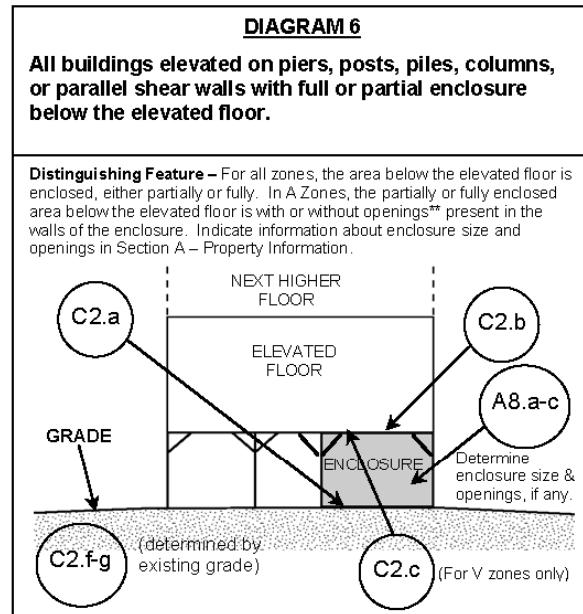 DIAGRAM 6
All buildings elevated on piers, posts, piles, columns,
or parallel shear walls with full or partial enclosure
below the elevated floor.
Distinguishing Feature – For all zones, the area below the elevated floor is
enclosed, either partially or fully. In A Zones, the partially or fully enclosed
area below the elevated floor is with or without openings** present in the
walls of the enclosure. Indicate information about enclosure size and
openings in Section A – Property Information.
NEXT HIGHER
FLOOR
C2.a
C2.b
ELEVATED
FLOOR
A8.a-c
GRADE
ENCLOSURE
Determine
enclosure size &
openings, if any.
C2.f-g
(determined by
existing grade)
C2.c
(For V zones only)